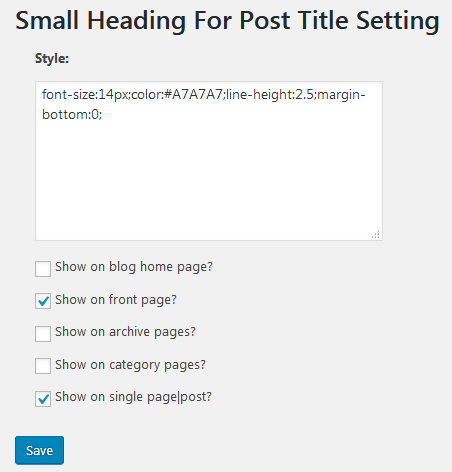 Small Heading For Post Title Setting
Style:
font-size:14px;color:#A7A7A7;line-height:2.5;margin-
bottom:0;
Show on blog home page?
Show on front page?
Show on archive pages?
Show on category pages?
Show on single page|post?
Save